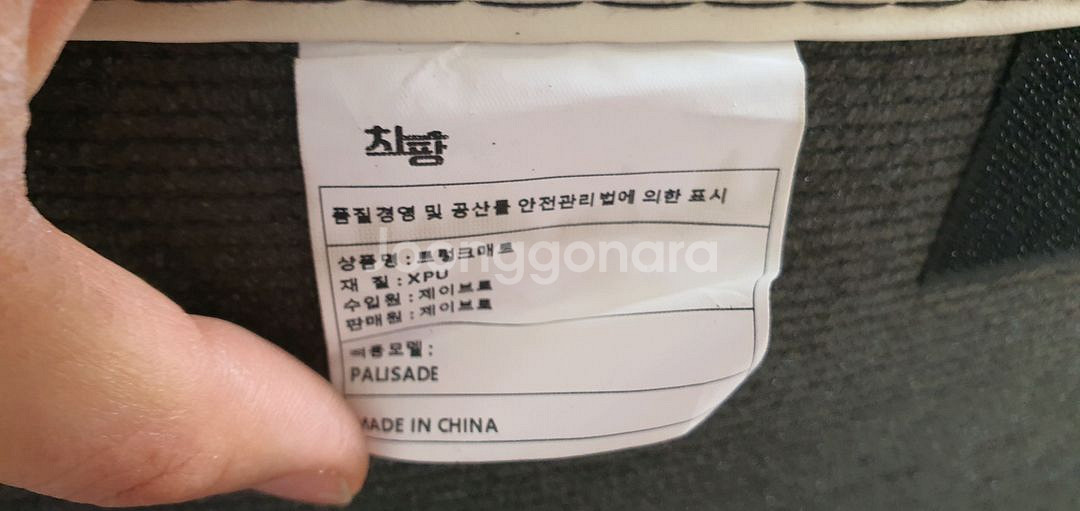 차팡
품질경영 및 공산품 안전관리법에 의한 표시
상품명 : 트렁크매트
재 질 : XPU
수입원 : 제이브로
판매원 : 제이브로
적용모델 :
PALISADE
MADE IN CHINA
Joonggonara